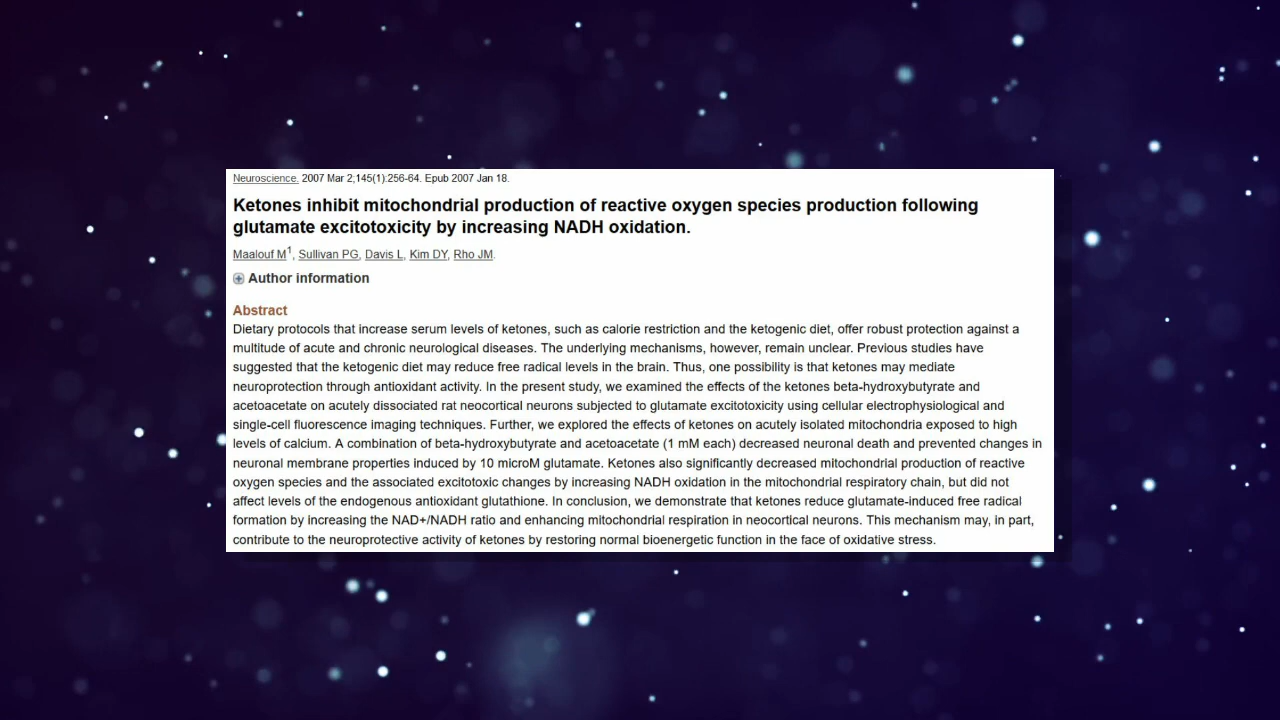 Neuroscience. 2007 Mar 2;145(1):256-64. Epub 2007 Jan 18.
Ketones inhibit mitochondrial production of reactive oxygen species production following
glutamate excitotoxicity by increasing NADH oxidation.
Maalouf M1, Sullivan PG, Davis L, Kim DY, Rho JM.
Author information
Abstract
Dietary protocols that increase serum levels of ketones, such as calorie restriction and the ketogenic diet, offer robust protection against a
multitude of acute and chronic neurological diseases. The underlying mechanisms, however, remain unclear. Previous studies have
suggested that the ketogenic diet may reduce free radical levels in the brain. Thus, one possibility is that ketones may mediate
neuroprotection through antioxidant activity. In the present study, we examined the effects of the ketones beta-hydroxybutyrate and
acetoacetate on acutely dissociated rat neocortical neurons subjected to glutamate excitotoxicity using cellular electrophysiological and
single-cell fluorescence imaging techniques. Further, we explored the effects of ketones on acutely isolated mitochondria exposed to high
levels of calcium. A combination of beta-hydroxybutyrate and acetoacetate (1 mM each) decreased neuronal death and prevented changes in
neuronal membrane properties induced by 10 microM glutamate. Ketones also significantly decreased mitochondrial production of reactive
oxygen species and the associated excitotoxic changes by increasing NADH oxidation in the mitochondrial respiratory chain, but did not
affect levels of the endogenous antioxidant glutathione. In conclusion, we demonstrate that ketones reduce glutamate-induced free radical
formation by increasing the NAD+/NADH ratio and enhancing mitochondrial respiration in neocortical neurons. This mechanism may, in part,
contribute to the neuroprotective activity of ketones by restoring normal bioenergetic function in the face of oxidative stress.